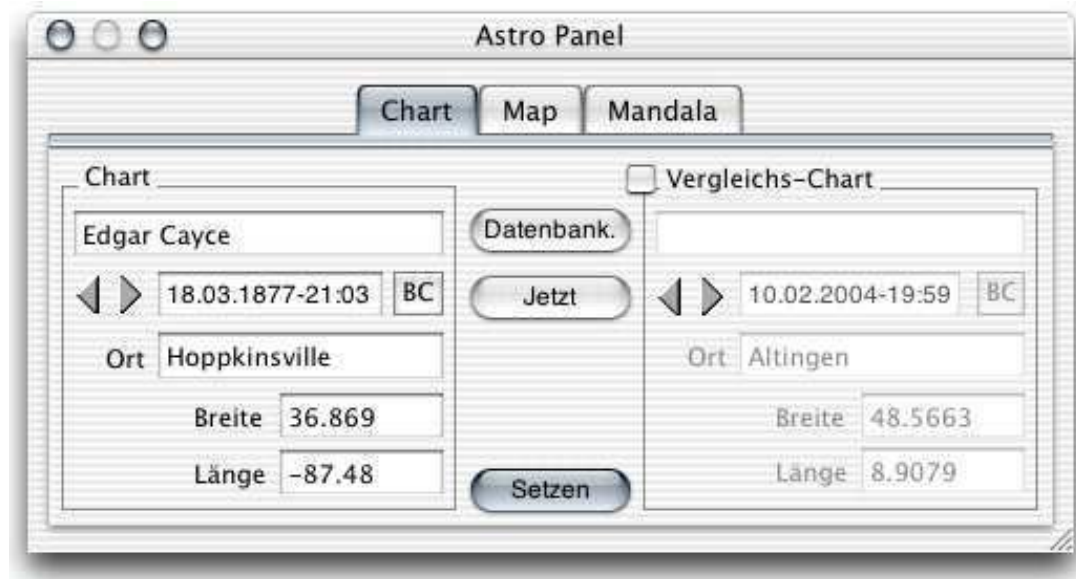 Astro Panel
Chart Map Mandala
Chart
Vergleichs-Chart
Edgar Cayce
Datenbank.
18.03.1877-21:03 BC
Jetzt
10.02.2004-19:59 BC
Ort Hoppkinsville
Ort Altingen
Breite 36.869
Breite 48.5663
Länge -87.48
Länge 8.9079
Setzen